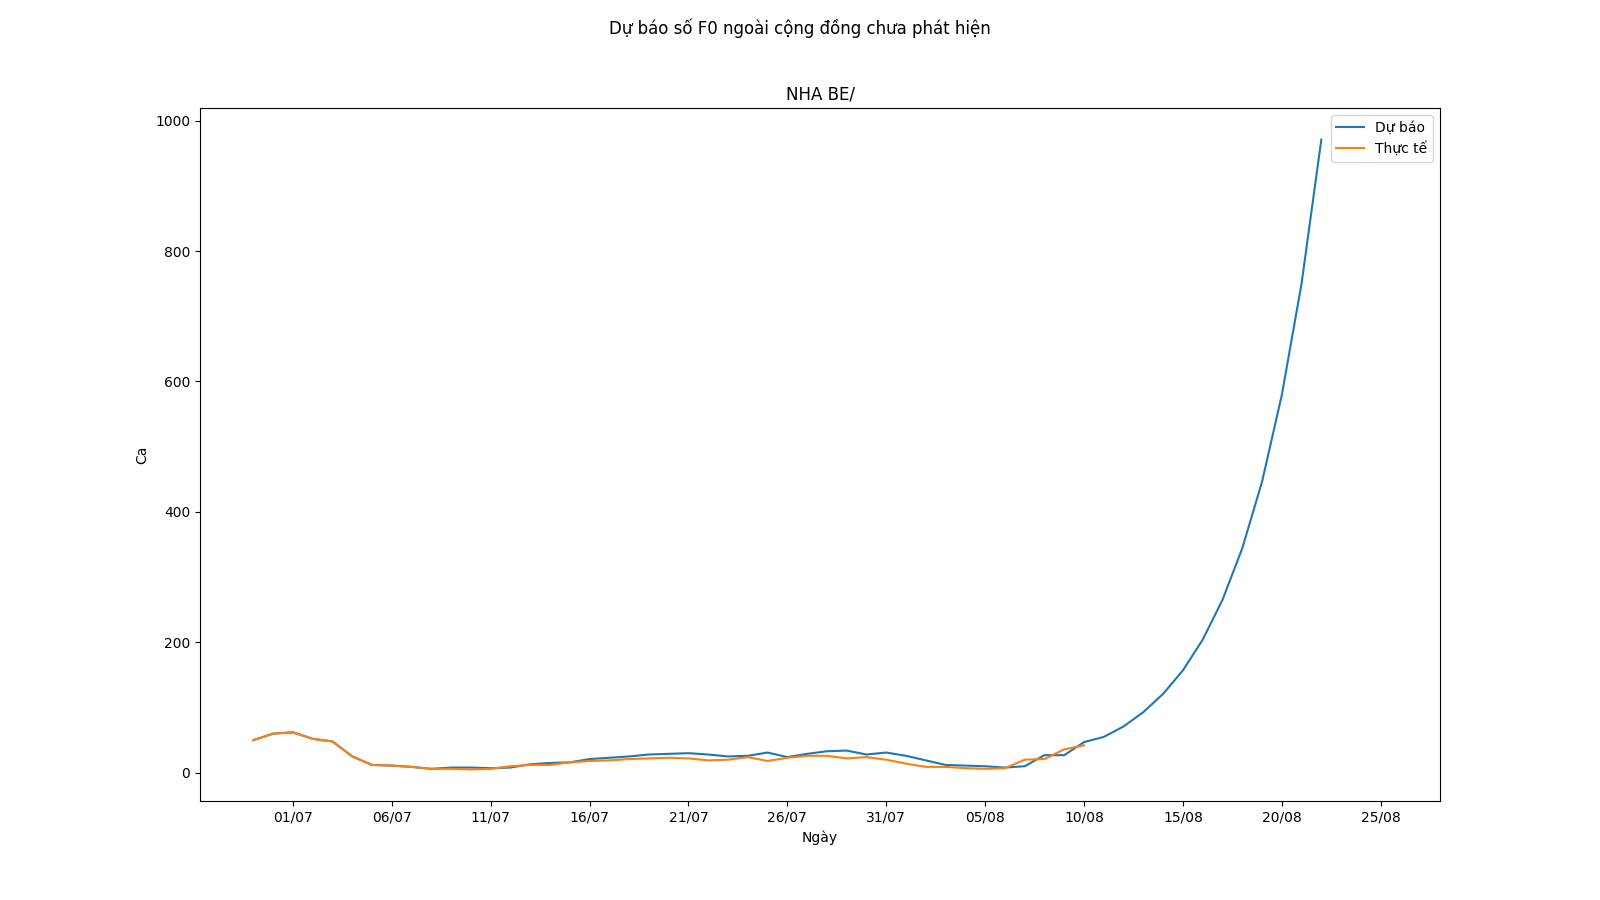 Dự báo số F0 ngoài cộng đồng chưa phát hiện
NHA BE/
Dự báo
Thực tế
Ca
1000
800
600
400
200
0
01/07 06/07 11/07 16/07 21/07 26/07 31/07 05/08 10/08 15/08 20/08 25/08
Ngày